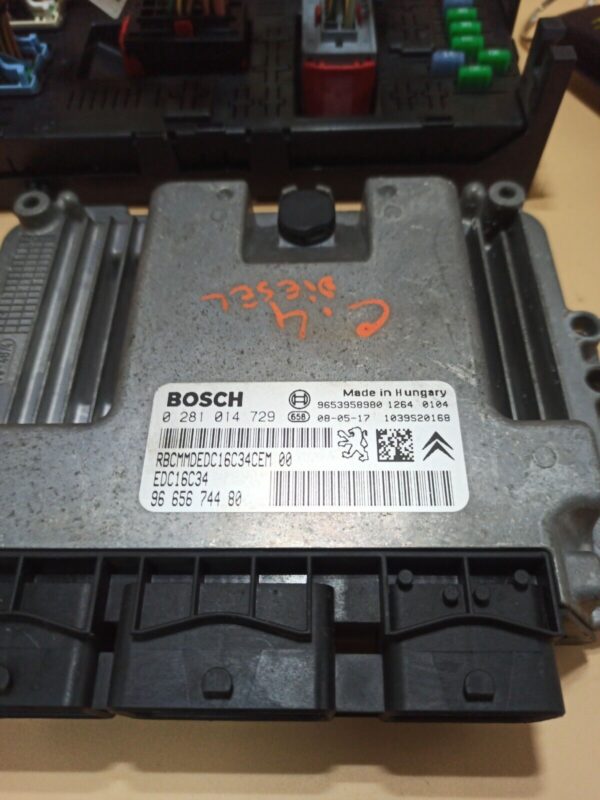 C.4
DIESEL
BOSCH
Made in Hungary
9653958980 1264 0104
0 281 014 729
658
08-05-17 1039S20168
RBCMMDEDC16C34CEM 00
EDC16C34
96 656 744 80